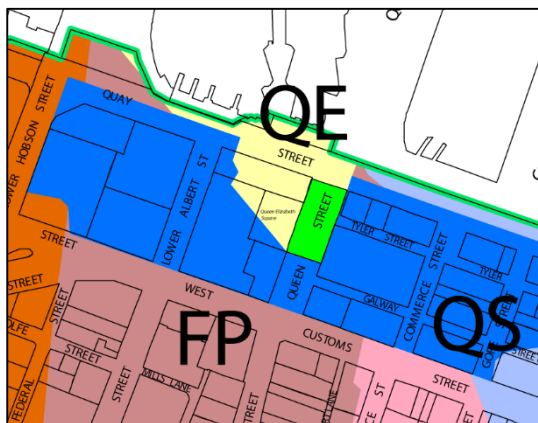 QE
QUAY
STREET
LOWER HOBSON STREET
LOWER ALBERT ST
Queen Elizabeth
Square
QUEEN STREET
TYLER STREET
TYLER
COMMERCE STREET
GALWAY
QS
STREET
WEST
CUSTOMS
STREET
FP
STREET
STREET
FEDERAL
STREET
STREET
MILLS LANE
STREET
ST